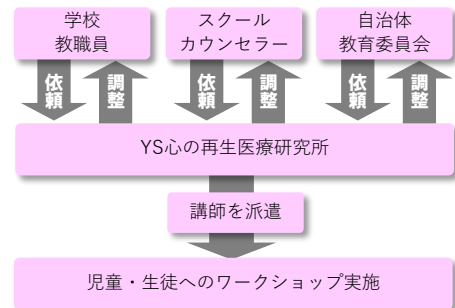 学校
教職員
スクール
カウンセラー
自治体
教育委員会
依頼
調整
依頼
調整
依頼
調整
YS心の再生医療研究所
講師を派遣
児童・生徒へのワークショップ実施